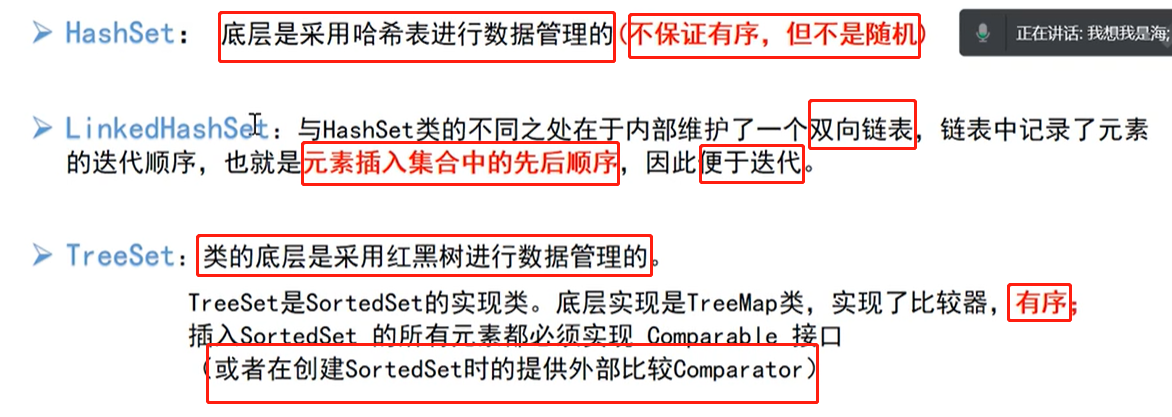 HashSet： 底层是采用哈希表进行数据管理的(不保证有序，但不是随机)
正在讲话: 我想我是海;
LinkedHashSet：与HashSet类的不同之处在于内部维护了一个双向链表，链表中记录了元素
的迭代顺序，也就是元素插入集合中的先后顺序，因此便于迭代。
TreeSet：类的底层是采用红黑树进行数据管理的。
TreeSet是SortedSet的实现类。底层实现是TreeMap类，实现了比较器，有序；
插入SortedSet 的所有元素都必须实现 Comparable 接口
（或者在创建SortedSet时的提供外部比较Comparator）